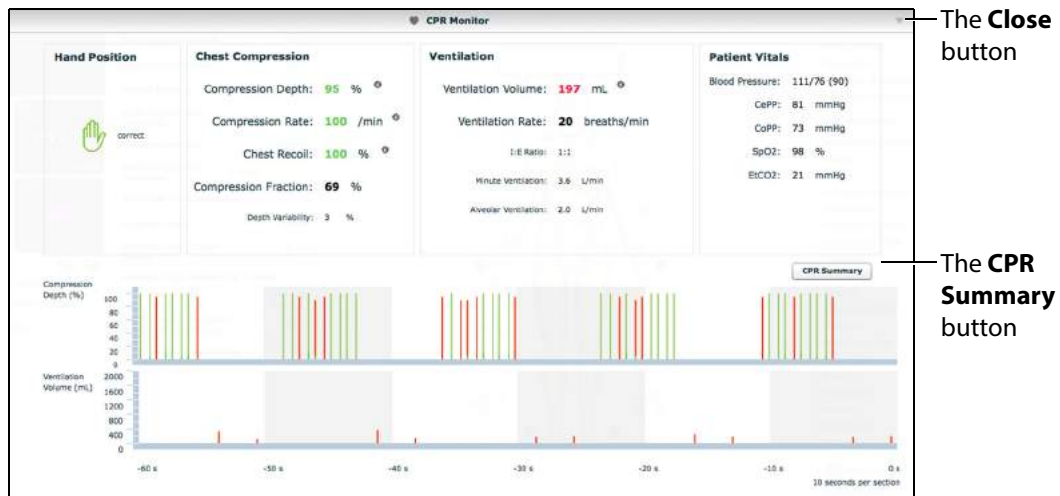 CPR Monitor
The Close
button
Hand Position
correct
Chest Compression
Compression Depth: 95 %
Compression Rate: 100 /min
Chest Recoil: 100 %
Compression Fraction: 69 %
Depth Variability: 3 %
Ventilation
Ventilation Volume: 197 mL
Ventilation Rate: 20 breaths/min
I:E Ratio: 1:1
Minute Ventilation: 3.6 L/min
Alveolar Ventilation: 2.0 L/min
Patient Vitals
Blood Pressure: 111/76 (90)
CePP: 81 mmHg
CoPP: 73 mmHg
SpO2: 98 %
EtCO2: 21 mmHg
CPR Summary
The CPR
Summary
button
Compression
Depth (%)
100
80
60
40
20
0
Ventilation
Volume (mL)
2000
1600
1200
800
400
0
-60 s -50 s -40 s -30 s -20 s -10 s 0 s
10 seconds per section